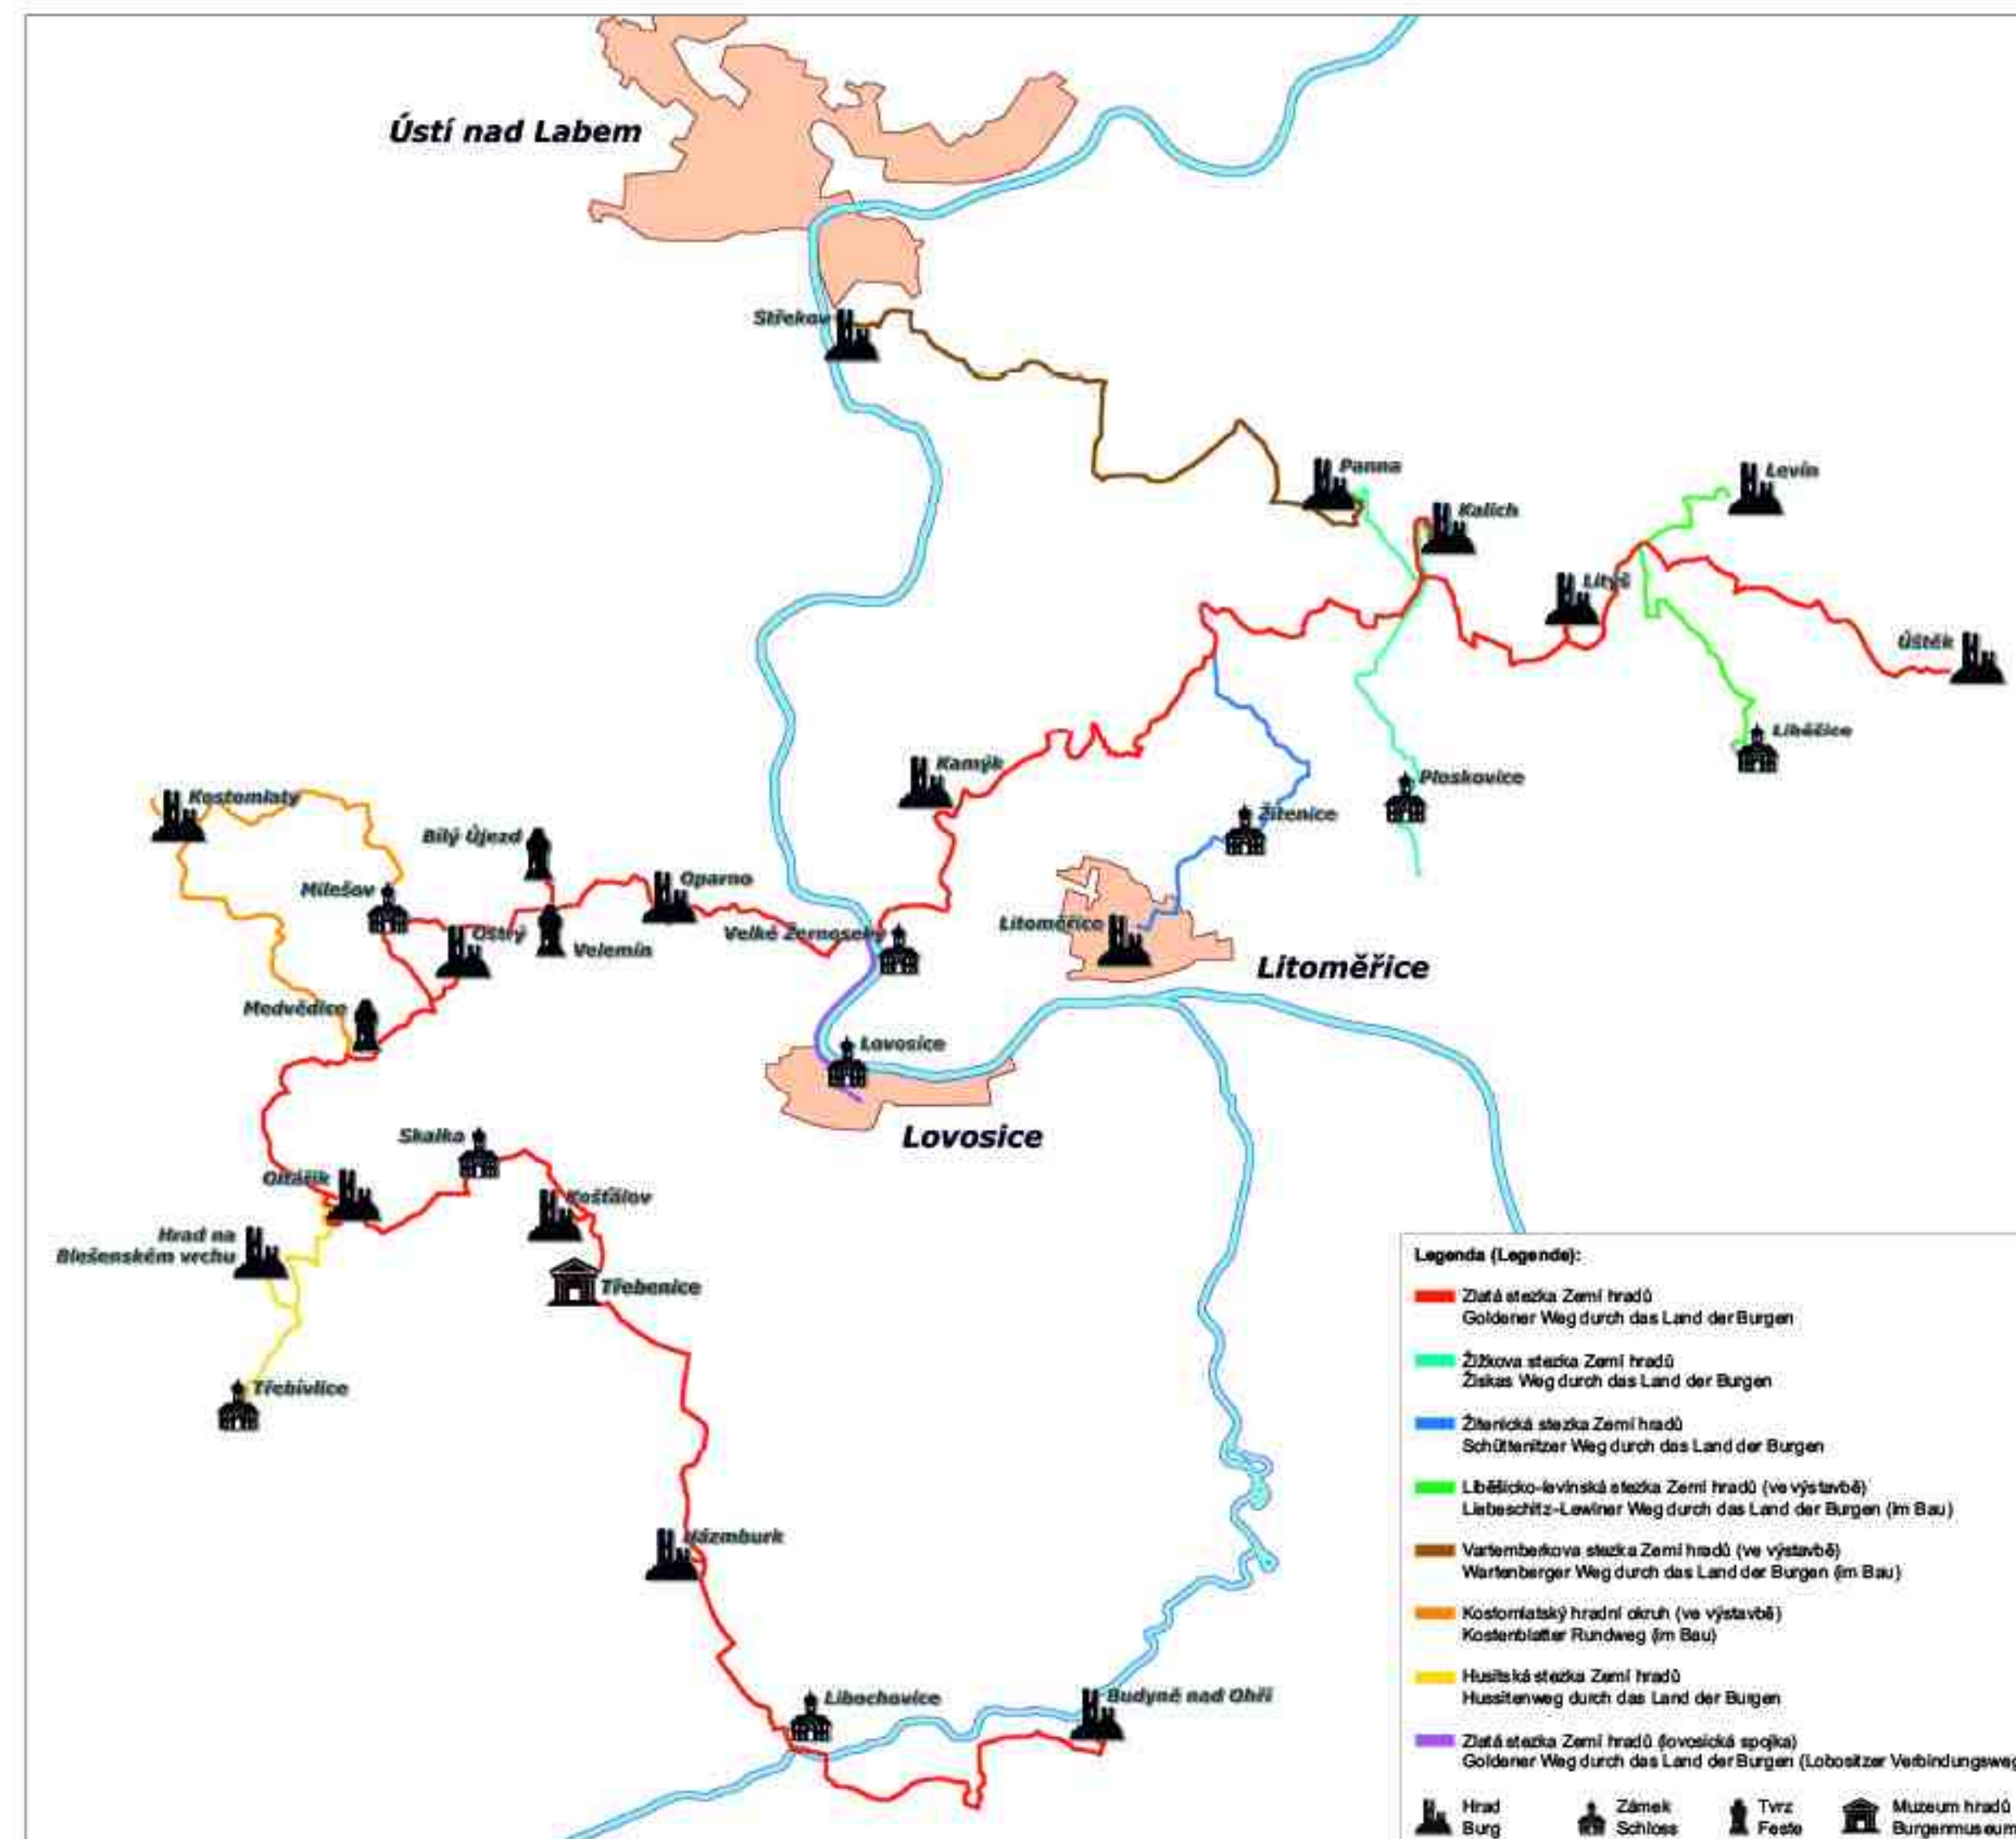 Ústí nad Labem
Střekov
Panna
Levín
Kalich
Litýš
Úštěk
Liběšice
Kamýk
Ploskovice
Kostomlaty
Žitenice
Bílý Újezd
Milešov
Oparno
Ostrý
Velké Žernoseky
Litoměřice
Velemín
Litoměřice
Medvědice
Lovosice
Lovosice
Skalka
Oltářík
Košťálov
Hrad na
Blešenském vrchu
Třebenice
Třebívlice
Házmburk
Libochovice
Budyně nad Ohří
Legenda (Legende):
Zlatá stezka Zemí hradů
Goldener Weg durch das Land der Burgen
Žižkova stezka Zemí hradů
Žiskas Weg durch das Land der Burgen
Žitenická stezka Zemí hradů
Schüttenitzer Weg durch das Land der Burgen
Liběšicko-levínská stezka Zemí hradů (ve výstavbě)
Liebeschitz-Lewiner Weg durch das Land der Burgen (im Bau)
Vartemberkova stezka Zemí hradů (ve výstavbě)
Wartenberger Weg durch das Land der Burgen (im Bau)
Kostomlatský hradní okruh (ve výstavbě)
Kostenblatter Rundweg (im Bau)
Husitská stezka Zemí hradů
Hussitenweg durch das Land der Burgen
Zlatá stezka Zemí hradů (lovosická spojka)
Goldener Weg durch das Land der Burgen (Lobositzer Verbindungsweg
Hrad
Burg
Zámek
Schloss
Tvrz
Feste
Muzeum hradů
Burgenmuseum